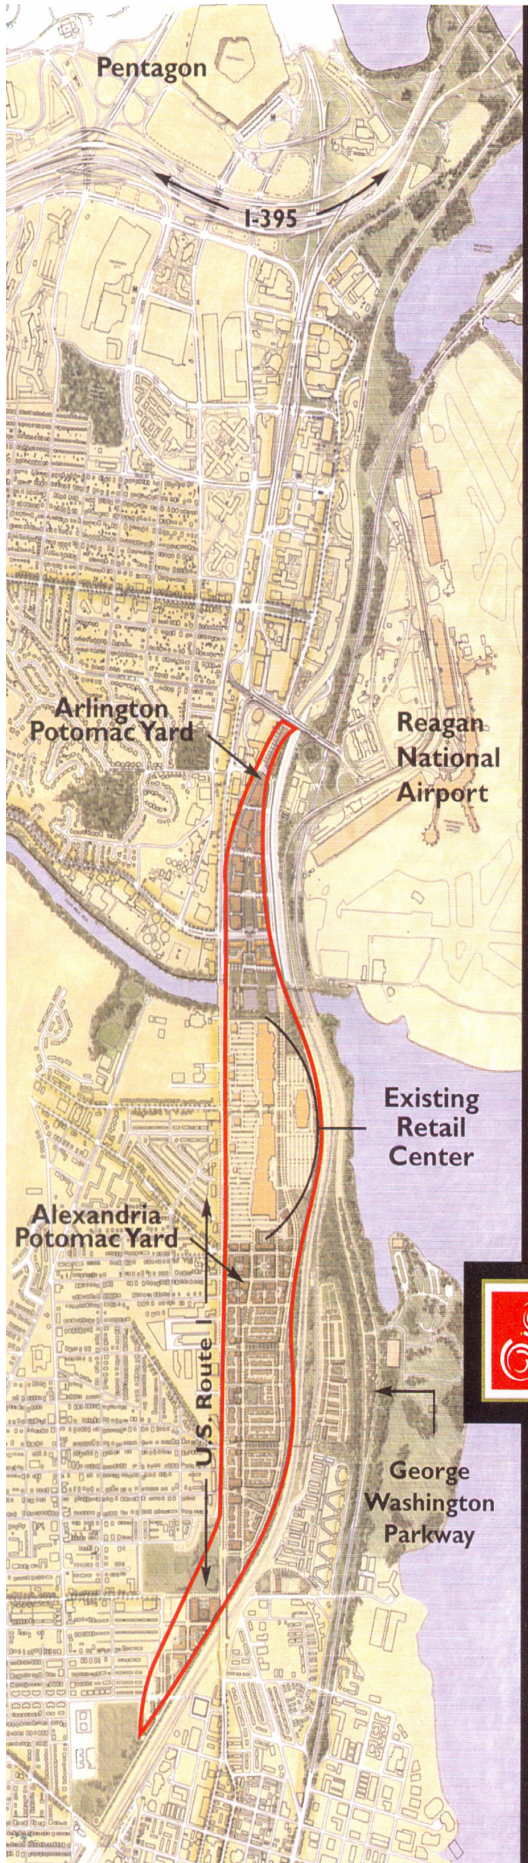 Pentagon
I-395
Arlington
Potomac Yard
Reagan
National
Airport
Existing
Retail
Center
Alexandria
Potomac Yard
U.S. Route 1
George
Washington
Parkway